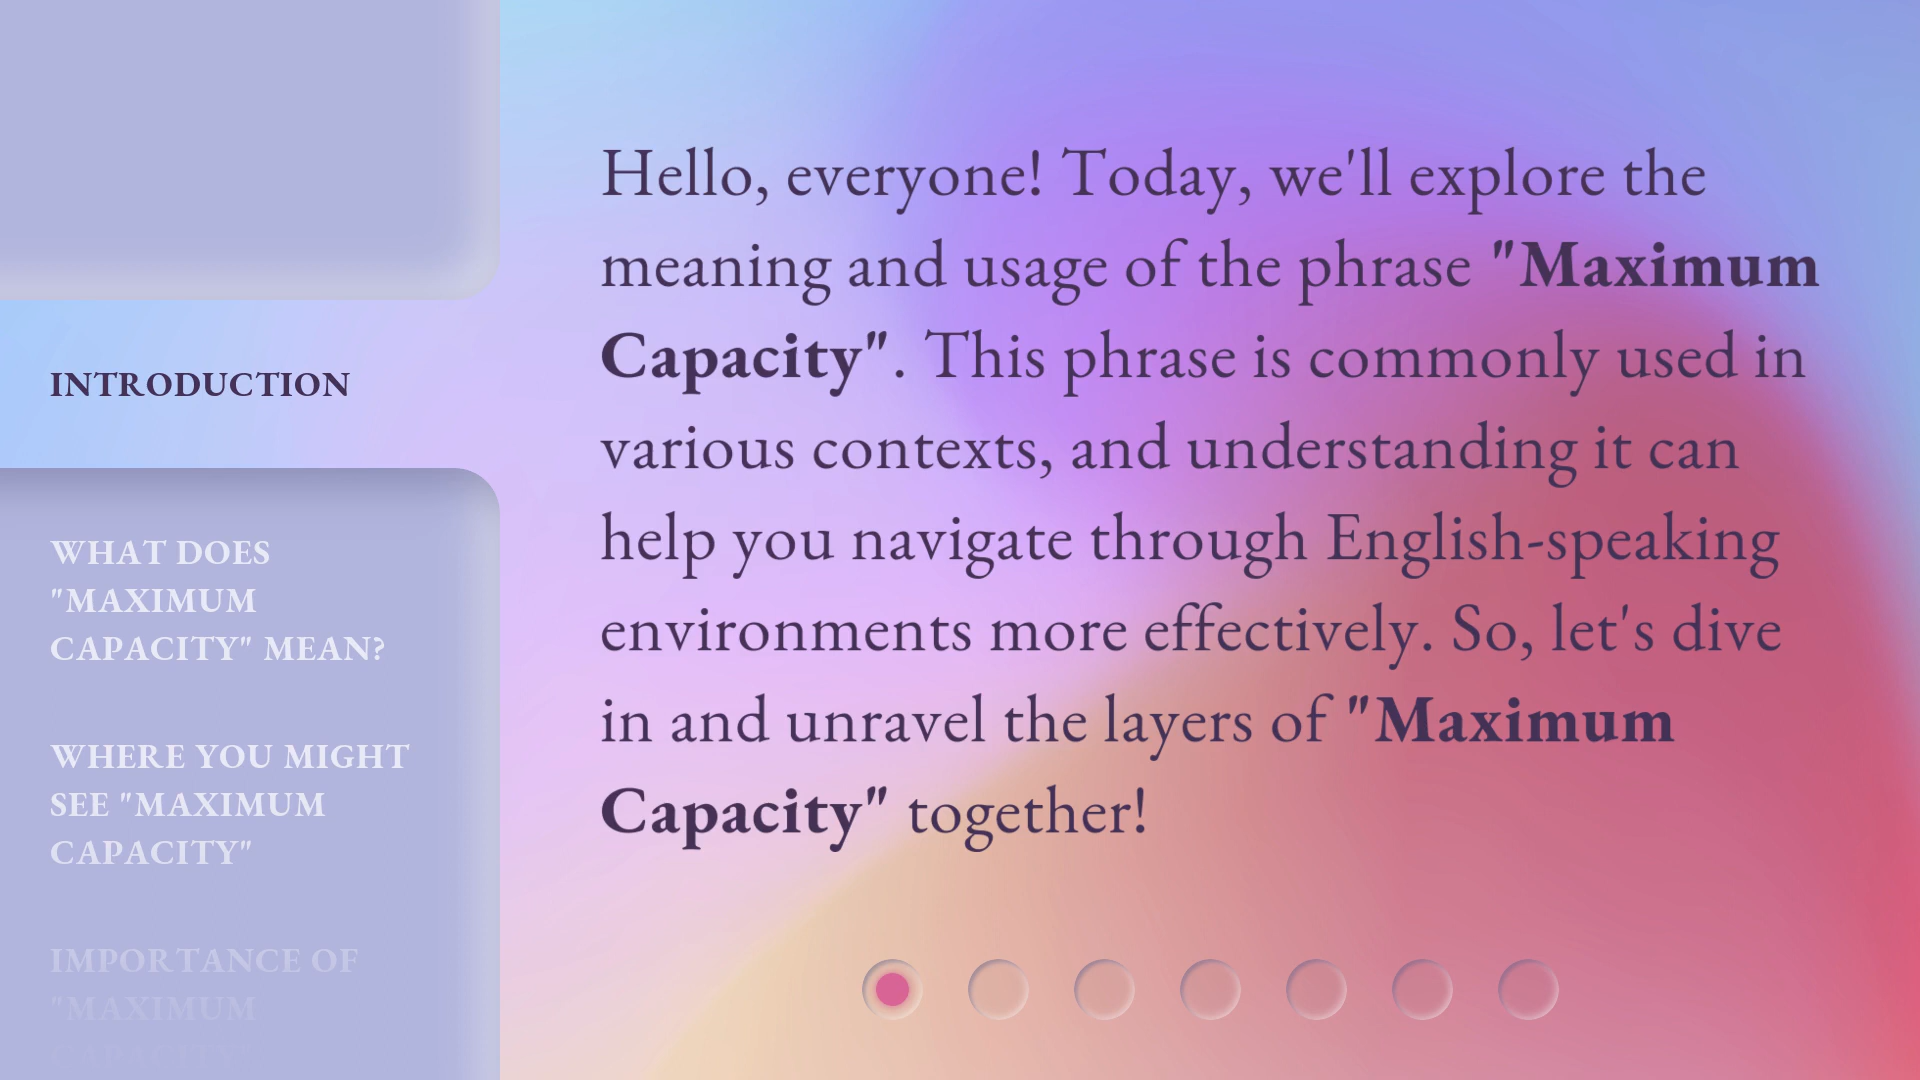 INTRODUCTION
WHAT DOES
"MAXIMUM
CAPACITY" MEAN?
WHERE YOU MIGHT
SEE "MAXIMUM
CAPACITY"
IMPORTANCE OF
"MAXIMUM
CAPACITY"
Hello, everyone! Today, we'll explore the
meaning and usage of the phrase "Maximum
Capacity". This phrase is commonly used in
various contexts, and understanding it can
help you navigate through English-speaking
environments more effectively. So, let's dive
in and unravel the layers of "Maximum
Capacity" together!